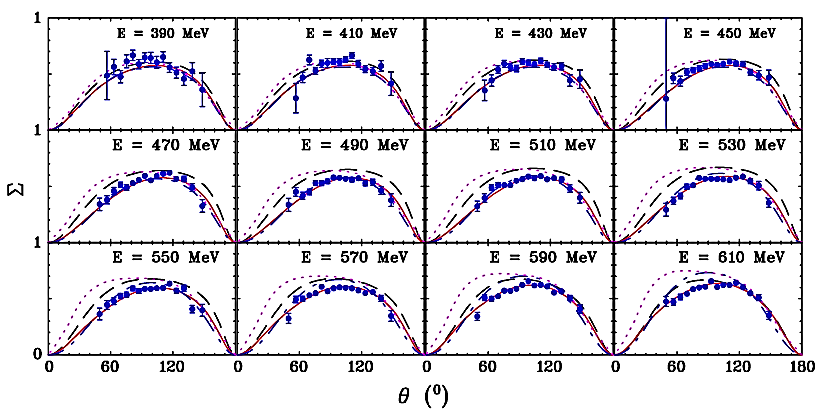 1
E = 390 MeV E = 410 MeV E = 430 MeV E = 450 MeV
1
E = 470 MeV E = 490 MeV E = 510 MeV E = 530 MeV
Σ
1
E = 550 MeV E = 570 MeV E = 590 MeV E = 610 MeV
0
0 60 120 0 60 120 0 60 120 0 60 120 180
θ (⁰)